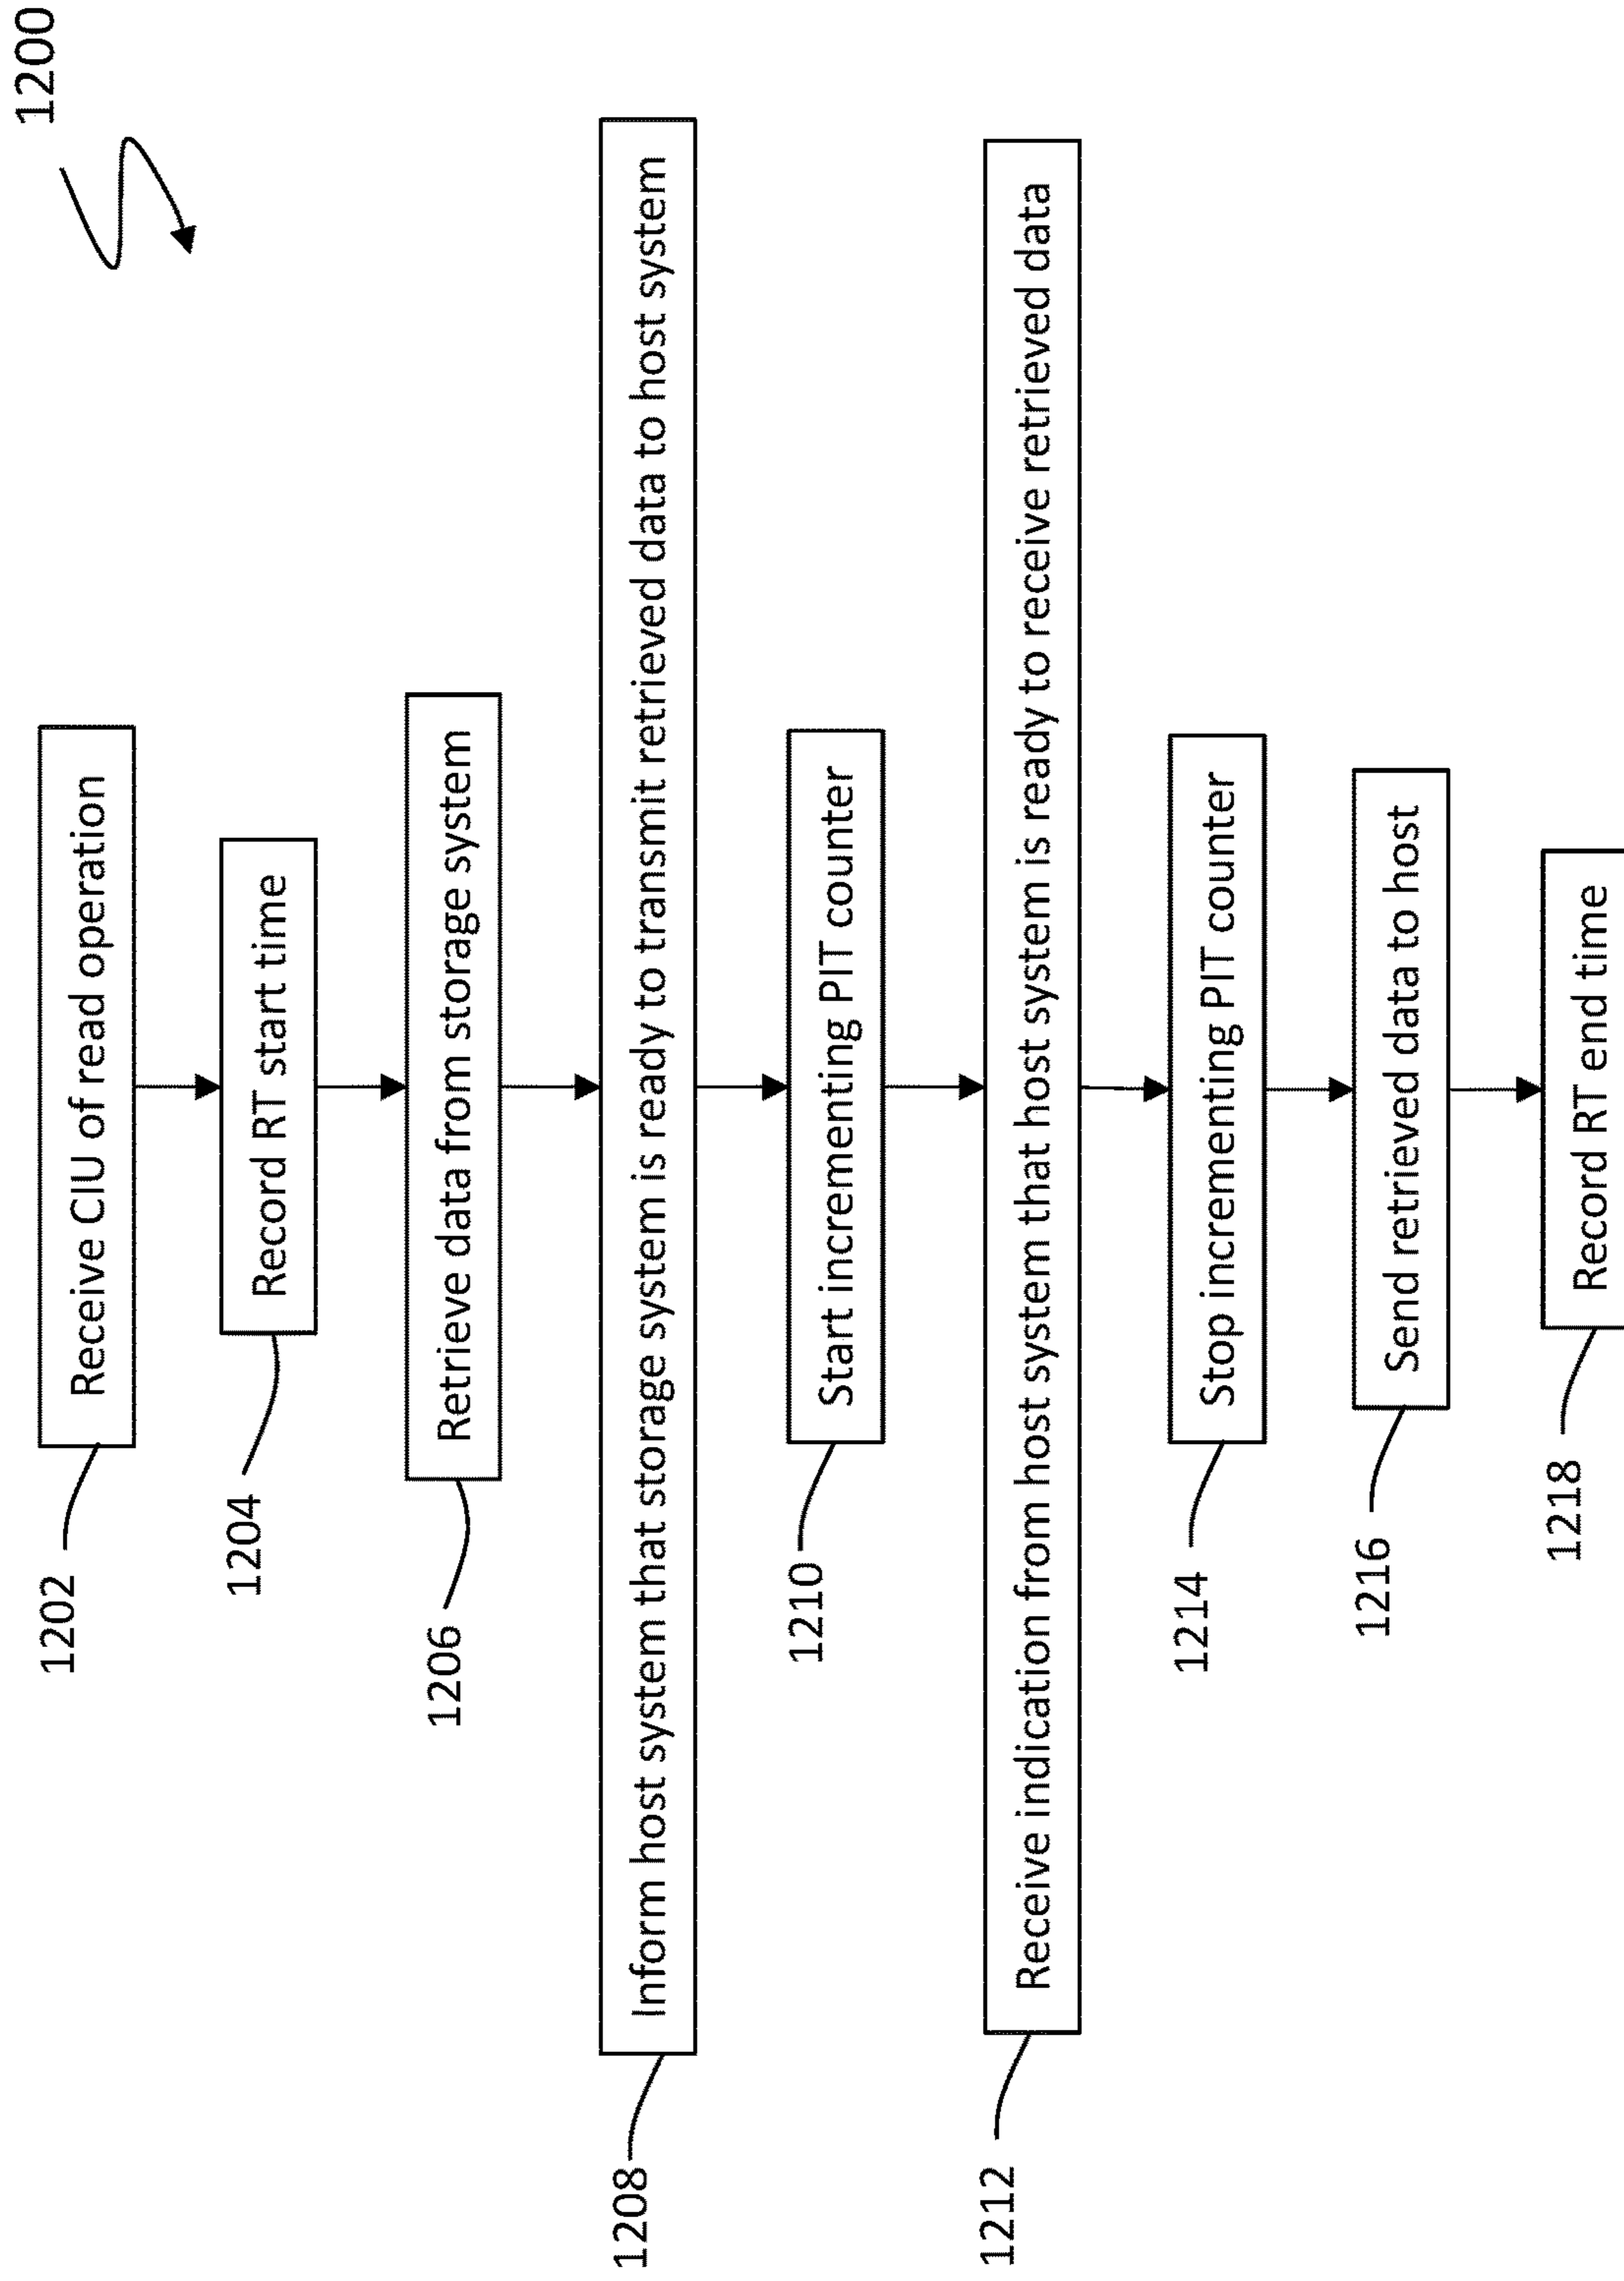 1200
1202
Receive CIU of read operation
1204
Record RT start time
1206
Retrieve data from storage system
1208
Inform host system that storage system is ready to transmit retrieved data to host system
1210
Start incrementing PIT counter
1212
Receive indication from host system that host system is ready to receive retrieved data
1214
Stop incrementing PIT counter
1216
Send retrieved data to host
1218
Record RT end time